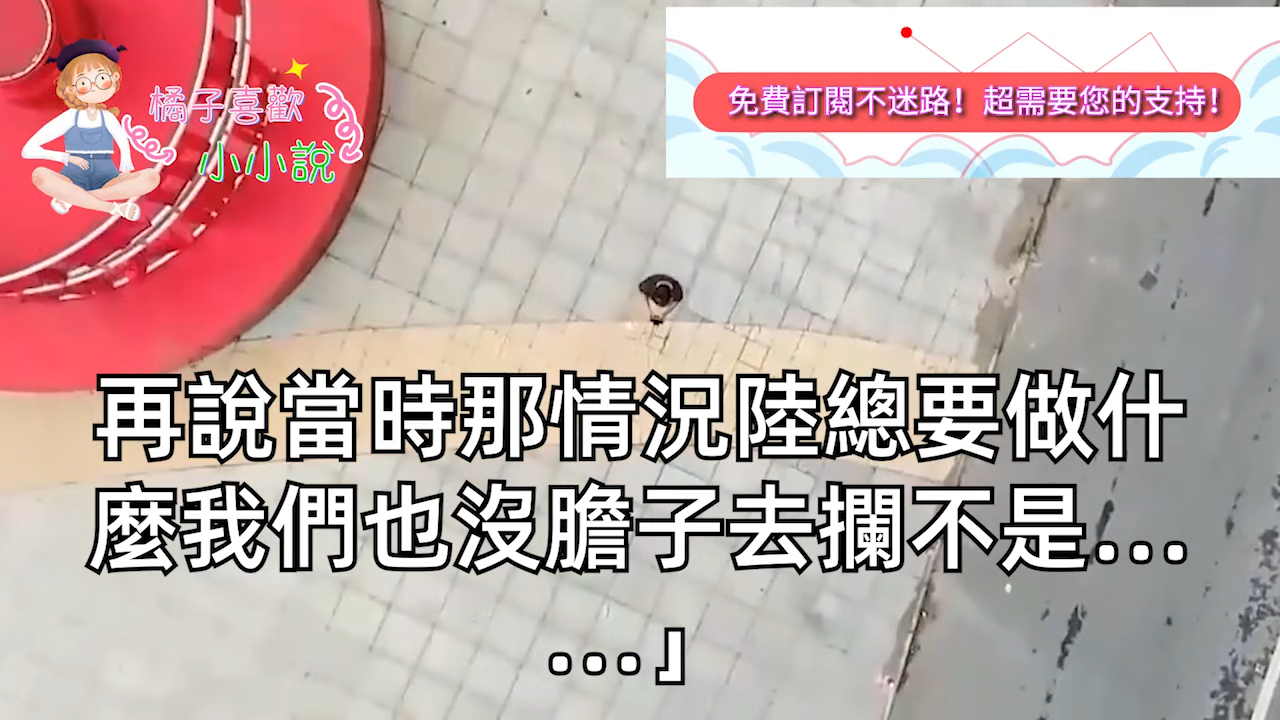 橘子喜歡
小小說
免費訂閱不迷路！超需要您的支持！
再說當時那情況陸總要做什
麼我們也沒膽子去攔不是...
...」